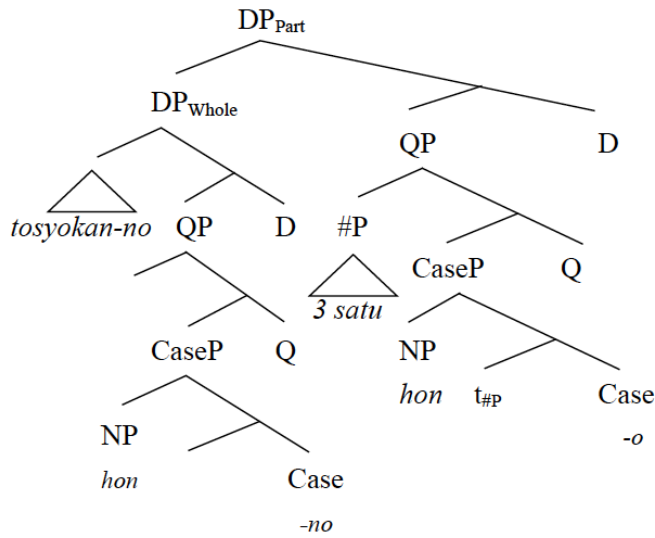 DPPart
DPWhole
QP D
tosyokan-no QP D #P CaseP Q
3 satu
CaseP Q NP
hon t#P Case
-o
NP
hon Case
-no